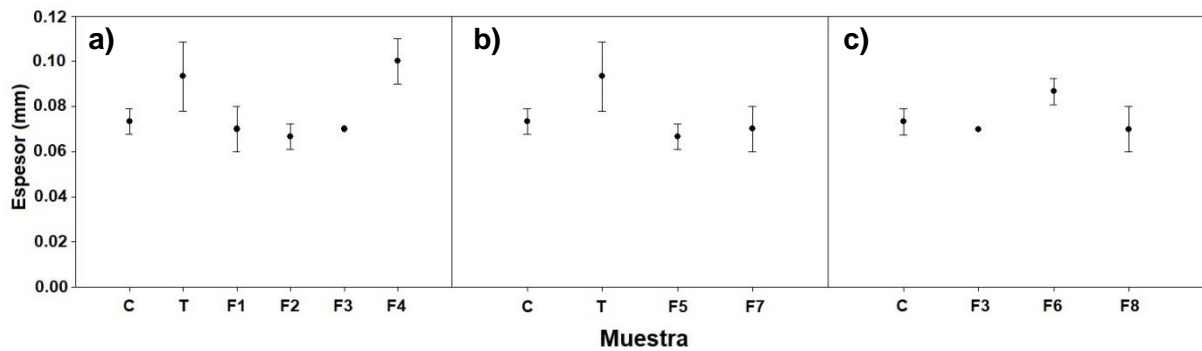 a)
b)
c)
Espesor (mm)
0.12
0.10
0.08
0.06
0.04
0.02
0.00
C T F1 F2 F3 F4 C T F5 F7 C F3 F6 F8
Muestra